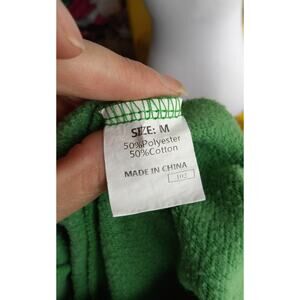 SIZE: M
50%Polyester
50%Cotton
MADE IN CHINA
102